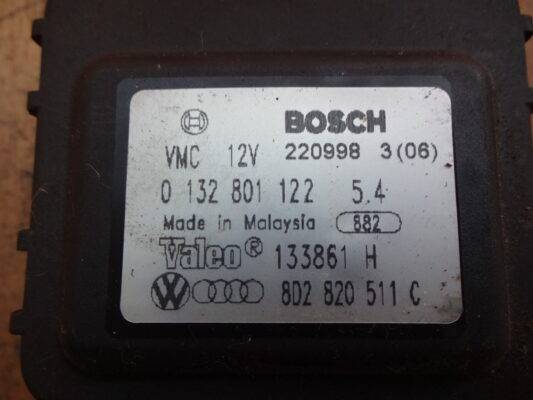 BOSCH
VMC 12V 220998 3(06)
0 132 801 122 5.4
Made in Malaysia 882
Valeo® 133861 H
8D2 820 511 C